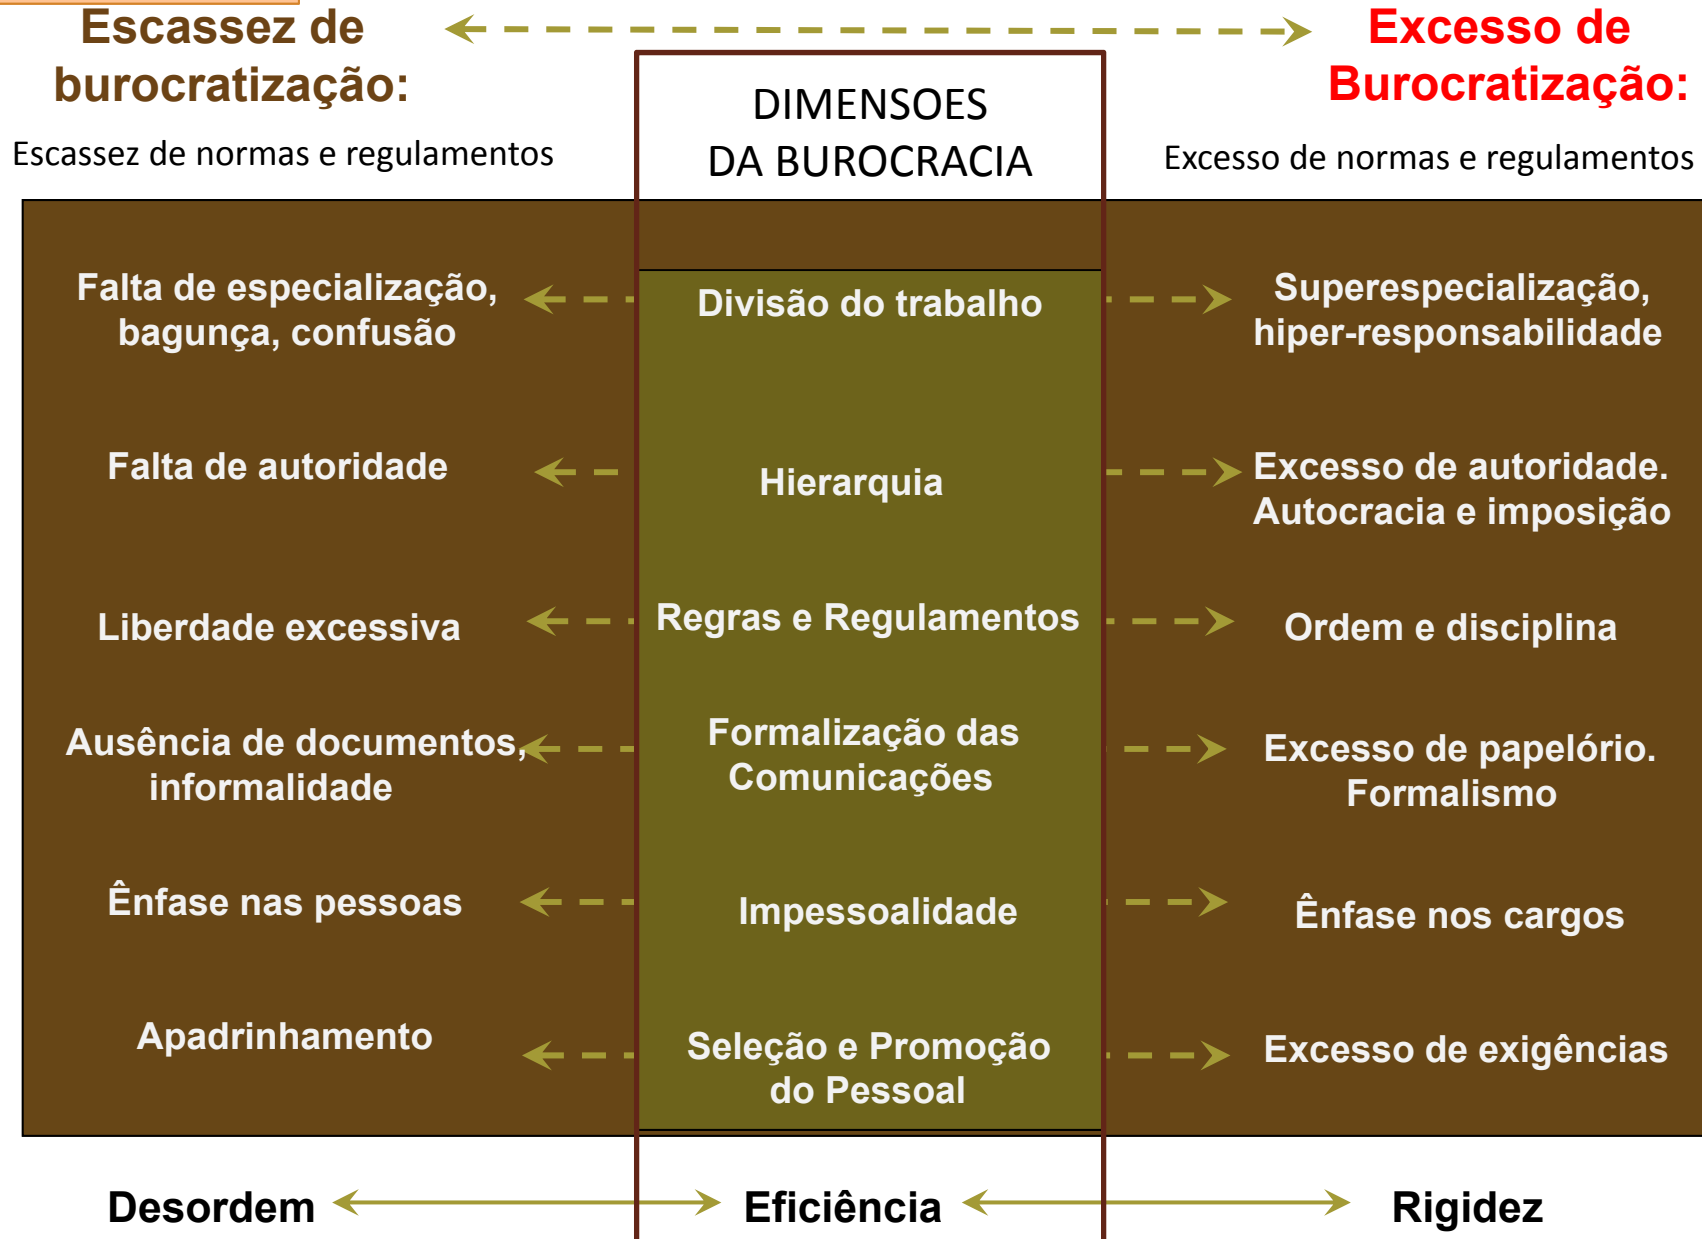 Escassez de
burocratização:
Escassez de normas e regulamentos
DIMENSOES
DA BUROCRACIA
Excesso de
Burocratização:
Excesso de normas e regulamentos
Falta de especialização,
bagunça, confusão
Divisão do trabalho
Superespecialização,
hiper-responsabilidade
Falta de autoridade
Hierarquia
Excesso de autoridade.
Autocracia e imposição
Liberdade excessiva
Regras e Regulamentos
Ordem e disciplina
Ausência de documentos,
informalidade
Formalização das
Comunicações
Excesso de papelório.
Formalismo
Ênfase nas pessoas
Impessoalidade
Ênfase nos cargos
Apadrinhamento
Seleção e Promoção
do Pessoal
Excesso de exigências
Desordem
Eficiência
Rigidez